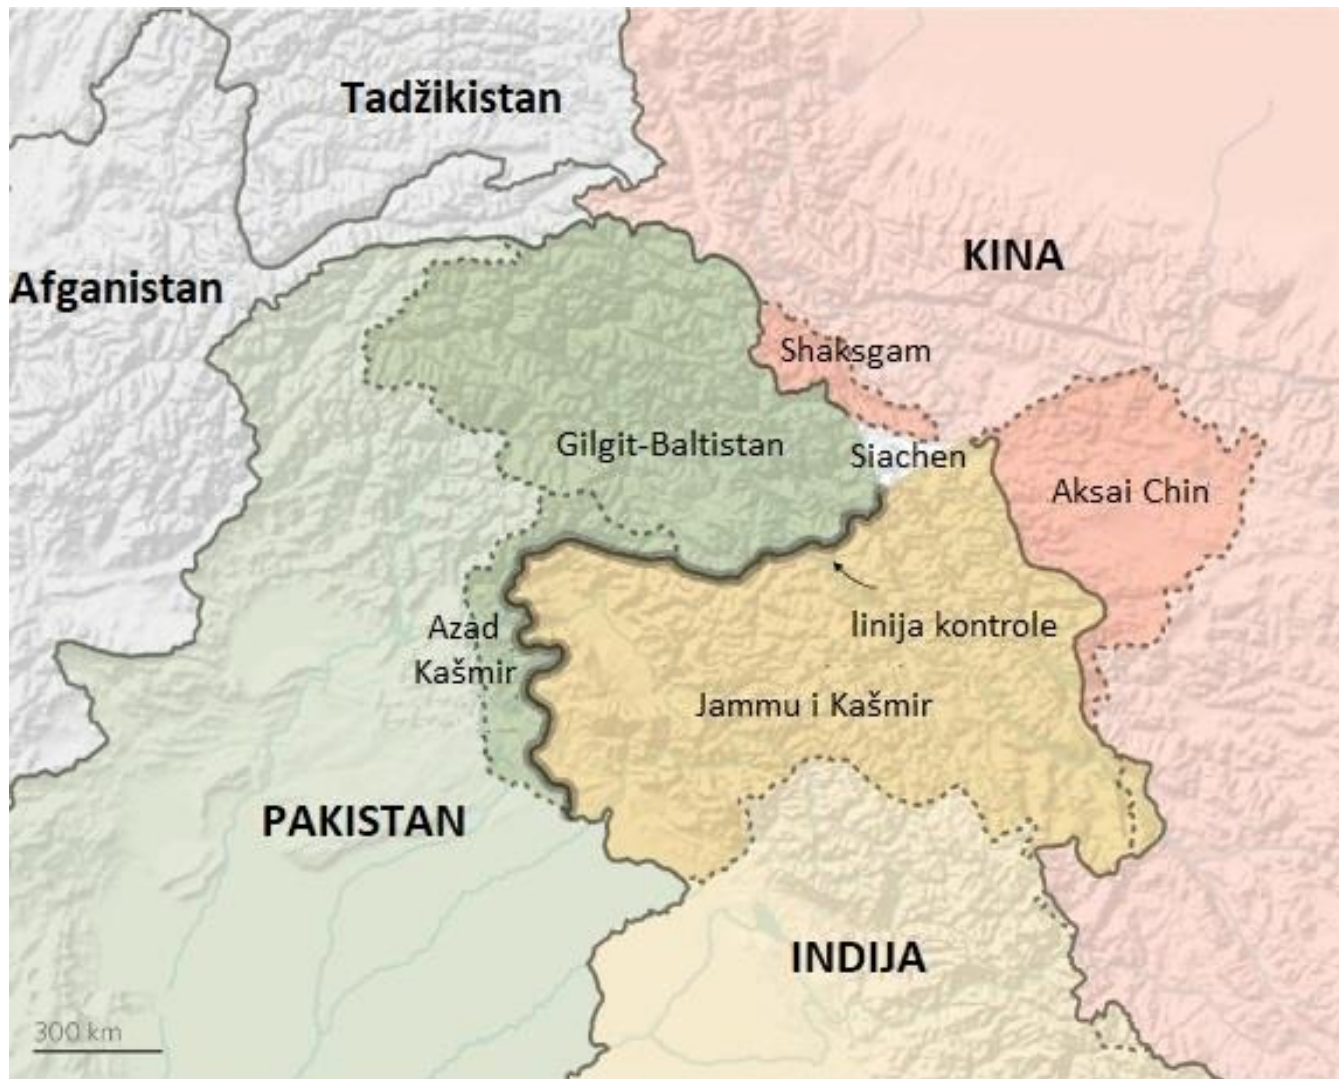 Tadžikistan
KINA
Afganistan
Shaksgam
Gilgit-Baltistan
Siachen
Aksai Chin
linija kontrole
Azad
Kašmir
Jammu i Kašmir
PAKISTAN
INDIJA
300 km